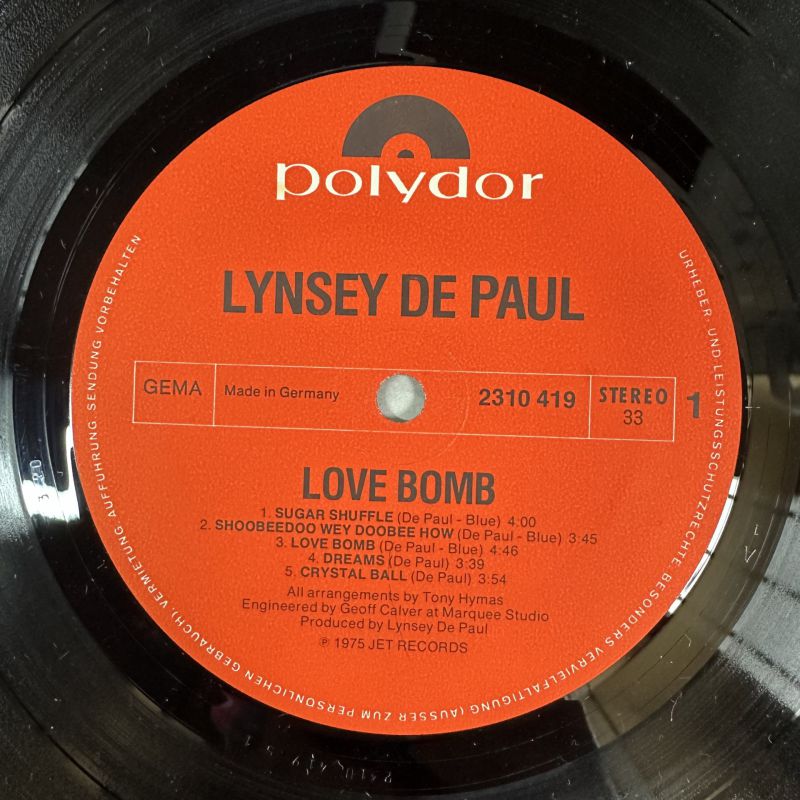 polydor
LYNSEY DE PAUL
GEMA
Made in Germany
2310 419
STEREO
33
1
LOVE BOMB
1. SUGAR SHUFFLE (De Paul - Blue) 4:00
2. SHOOBEEDOO WEY DOOBEE HOW (De Paul - Blue) 3:45
3. LOVE BOMB (De Paul - Blue) 4:46
4. DREAMS (De Paul) 3:39
5. CRYSTAL BALL (De Paul) 3:54
All arrangements by Tony Hymas
Engineered by Geoff Calver at Marquee Studio
Produced by Lynsey De Paul
℗ 1975 JET RECORDS
URHEBER- UND LEISTUNGSSCHUTZRECHTE, BESONDERS VERVIELFÄLTIGUNG (AUSSER ZUM PERSÖNLICHEN GEBRAUCH), VERMIETUNG, AUFFÜHRUNG, SENDUNG VORBEHALTEN